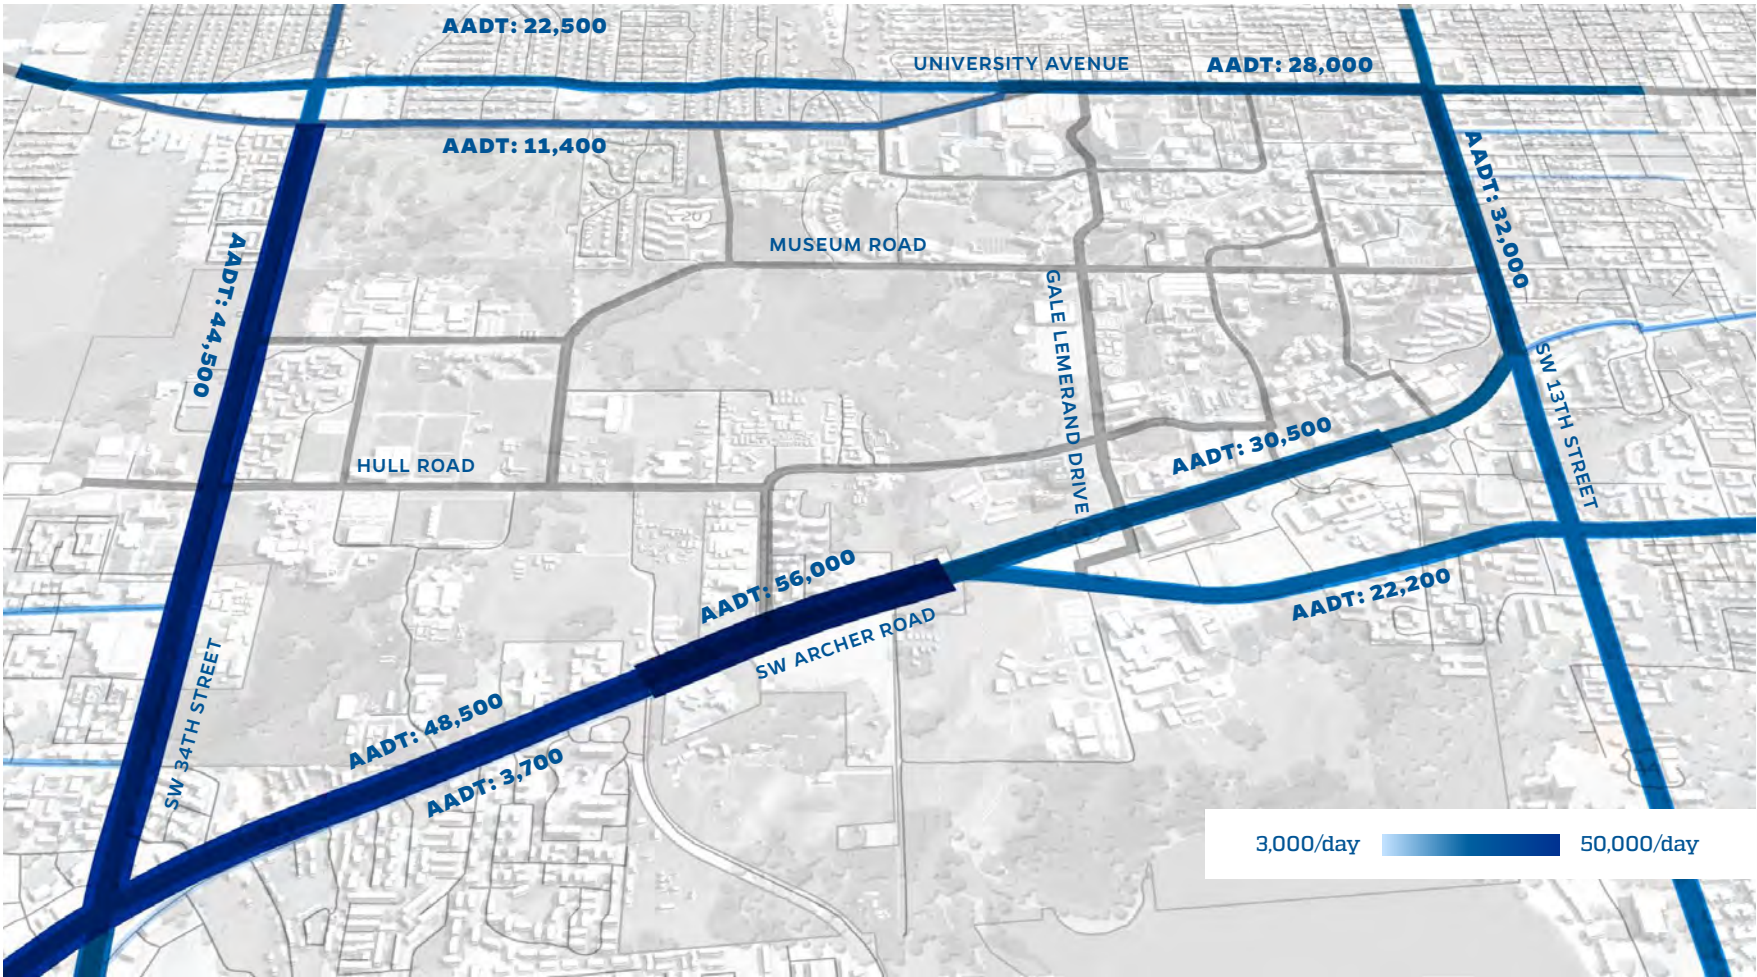 AADT: 22,500
UNIVERSITY AVENUE
AADT: 28,000
AADT: 11,400
AADT: 32,000
MUSEUM ROAD
AADT: 44,500
GALE LEMERAND DRIVE
SW 13TH STREET
AADT: 30,500
HULL ROAD
AADT: 56,000
AADT: 22,200
SW ARCHER ROAD
SW 34TH STREET
AADT: 48,500
AADT: 3,700
3,000/day
50,000/day